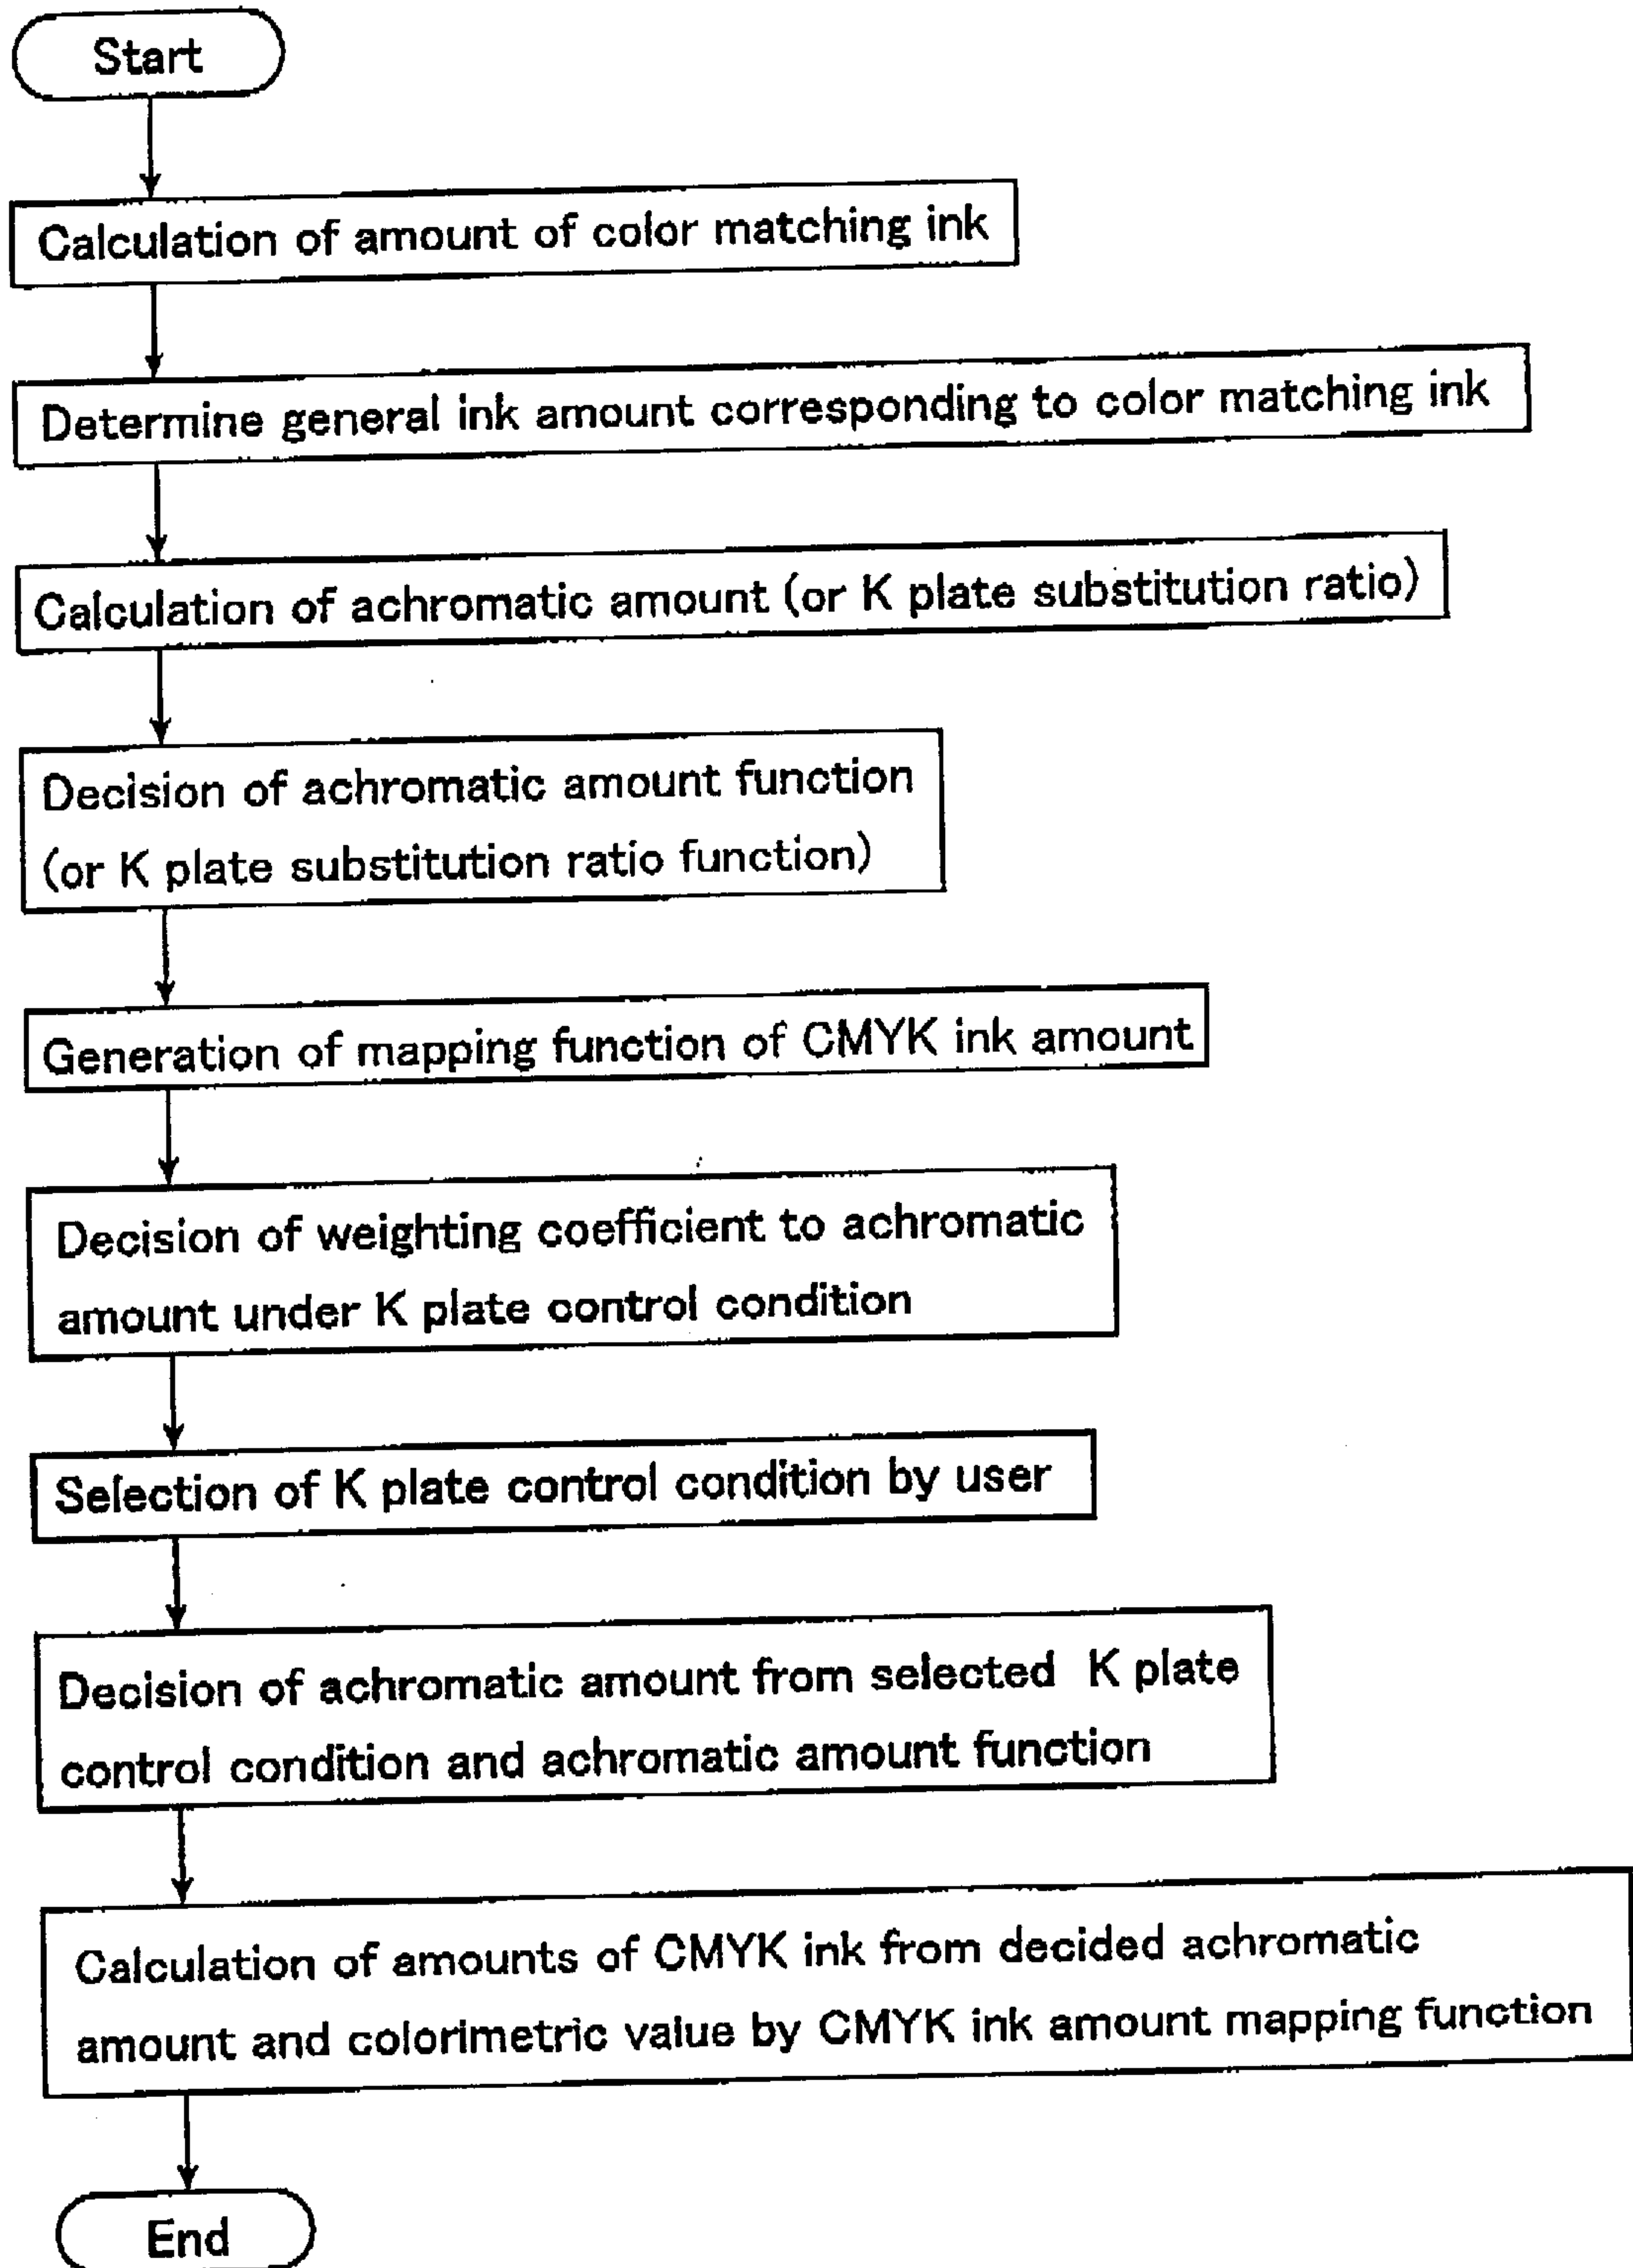 Start
Calculation of amount of color matching ink
Determine general ink amount corresponding to color matching ink
Calculation of achromatic amount (or K plate substitution ratio)
Decision of achromatic amount function
(or K plate substitution ratio function)
Generation of mapping function of CMYK ink amount
Decision of weighting coefficient to achromatic
amount under K plate control condition
Selection of K plate control condition by user
Decision of achromatic amount from selected K plate
control condition and achromatic amount function
Calculation of amounts of CMYK ink from decided achromatic
amount and colorimetric value by CMYK ink amount mapping function
End